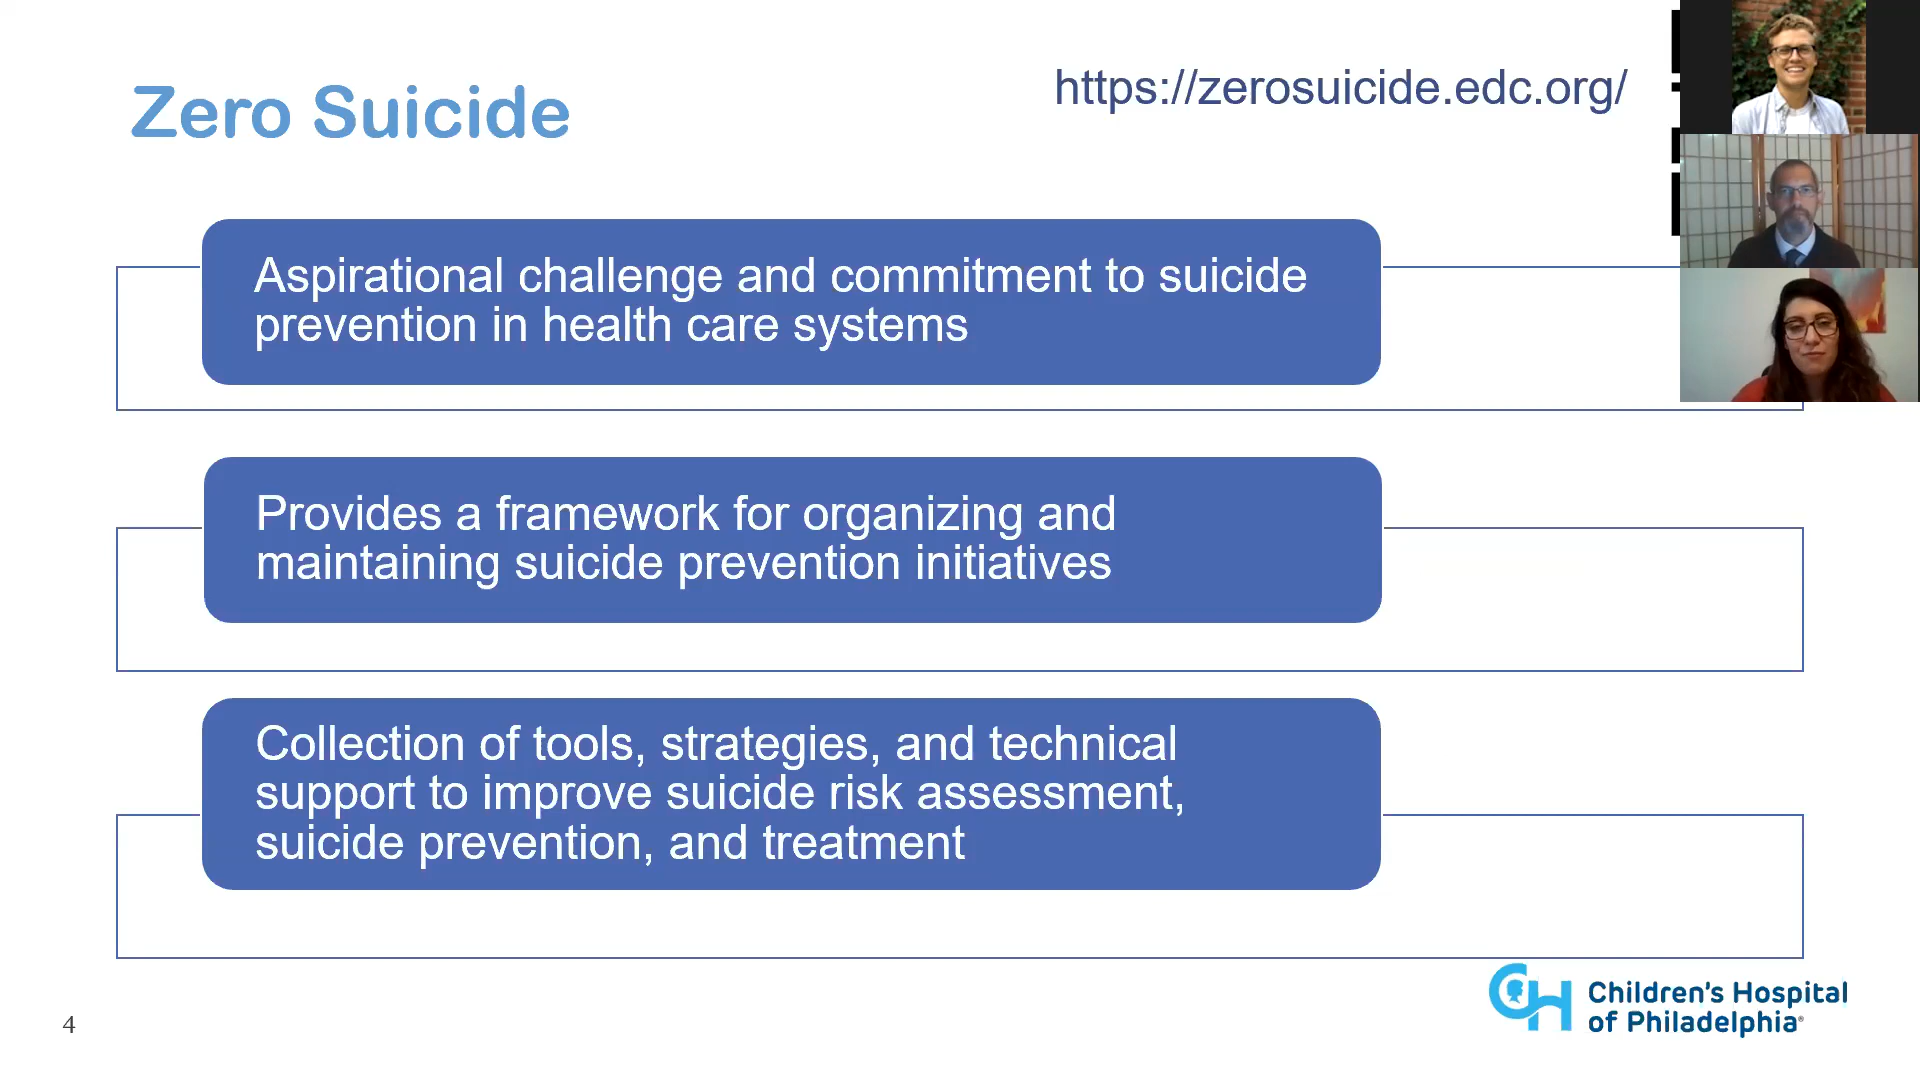 Zero Suicide
https://zerosuicide.edc.org/
Aspirational challenge and commitment to suicide
prevention in health care systems
Provides a framework for organizing and
maintaining suicide prevention initiatives
Collection of tools, strategies, and technical
support to improve suicide risk assessment,
suicide prevention, and treatment
CH Children's Hospital
of Philadelphia®
4